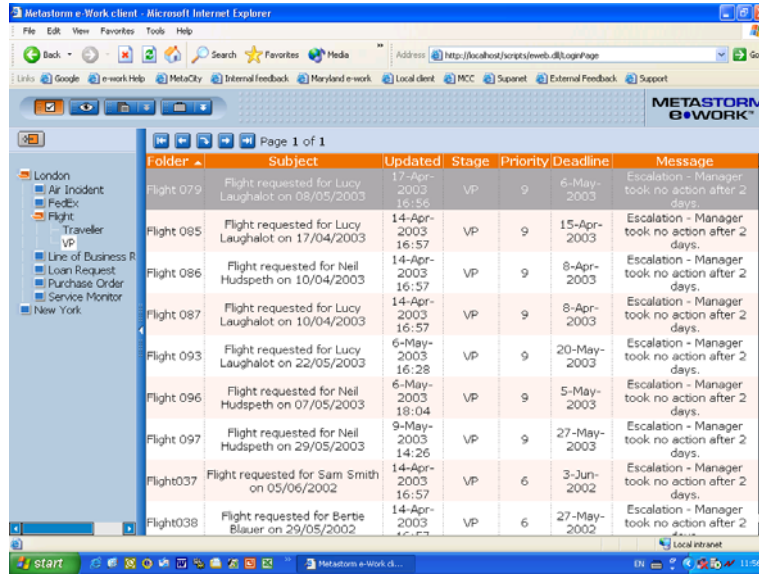 Metastorm e-Work client - Microsoft Internet Explorer
File Edit View Favorites Tools Help
Back Search Favorites Media » Address http://localhost/scripts/eweb.dll/LoginPage Go
Links Google e-work Help MetaCity Internal feedback Maryland e-work Local client MCC Supanet External Feedback Support
METASTORM
e-WORK™
Page 1 of 1
London
Air Incident
FedEx
Flight
Traveller
VP
Line of Business R
Loan Request
Purchase Order
Service Monitor
New York
Folder Subject Updated Stage Priority Deadline Message
Flight 079 Flight requested for Lucy Laughalot on 08/05/2003 17-Apr-2003 16:56 VP 9 6-May-2003 Escalation - Manager took no action after 2 days.
Flight 085 Flight requested for Lucy Laughalot on 17/04/2003 14-Apr-2003 16:57 VP 9 15-Apr-2003 Escalation - Manager took no action after 2 days.
Flight 086 Flight requested for Neil Hudspeth on 10/04/2003 14-Apr-2003 16:57 VP 9 8-Apr-2003 Escalation - Manager took no action after 2 days.
Flight 087 Flight requested for Lucy Laughalot on 10/04/2003 14-Apr-2003 16:57 VP 9 8-Apr-2003 Escalation - Manager took no action after 2 days.
Flight 093 Flight requested for Lucy Laughalot on 22/05/2003 6-May-2003 16:28 VP 9 20-May-2003 Escalation - Manager took no action after 2 days.
Flight 096 Flight requested for Neil Hudspeth on 07/05/2003 6-May-2003 18:04 VP 9 5-May-2003 Escalation - Manager took no action after 2 days.
Flight 097 Flight requested for Neil Hudspeth on 29/05/2003 9-May-2003 14:26 VP 9 27-May-2003 Escalation - Manager took no action after 2 days.
Flight037 Flight requested for Sam Smith on 05/06/2002 14-Apr-2003 16:57 VP 6 3-Jun-2002 Escalation - Manager took no action after 2 days.
Flight038 Flight requested for Bertie Blauer on 29/05/2002 14-Apr-2003 VP 6 27-May-2002 Escalation - Manager took no action after 2
Local intranet
start » Metastorm e-Work cli... EN 11:56